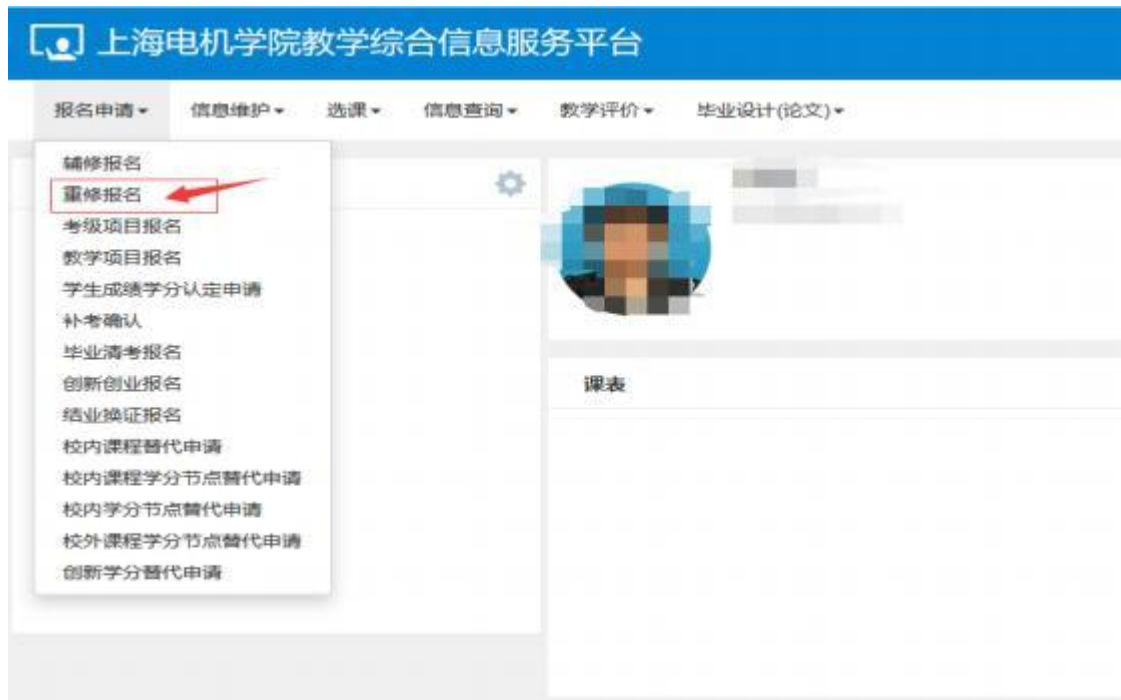 上海电机学院教学综合信息服务平台
报名申请 信息维护 选课 信息查询 教学评价 毕业设计(论文)
辅修报名
重修报名
考级项目报名
教学项目报名
学生成绩学分认定申请
补考确认
毕业清考报名
创新创业报名
结业换证报名
校内课程替代申请
校内课程学分节点替代申请
校内学分节点替代申请
校外课程学分节点替代申请
创新学分替代申请
课表